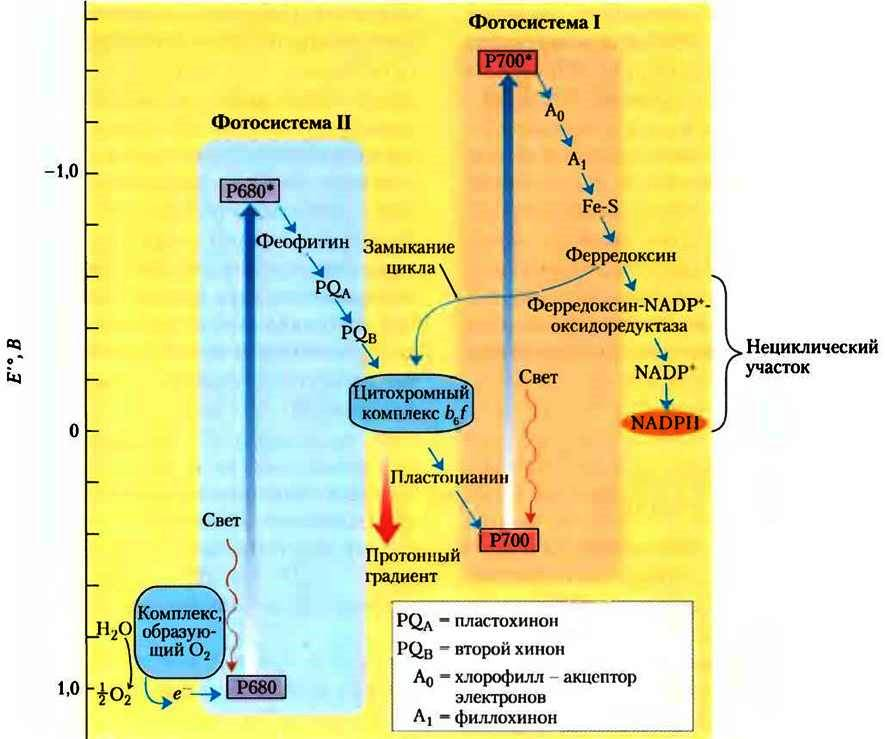 Фотосистема I
P700*
A0
A1
Fe-S
Ферредоксин
Ферредоксин-NADP+-
оксидоредуктаза
NADP+
NADPH
Нециклический
участок
Фотосистема II
P680*
Феофитин
PQA
PQB
Замыкание
цикла
Цитохромный
комплекс b6f
Пластоцианин
Свет
P700
Протонный
градиент
Свет
Комплекс,
образую-
щий O2
H2O
½O2
e−
P680
E'°, В
−1,0
0
1,0
PQA = пластохинон
PQB = второй хинон
A0 = хлорофилл – акцептор
электронов
A1 = филлохинон